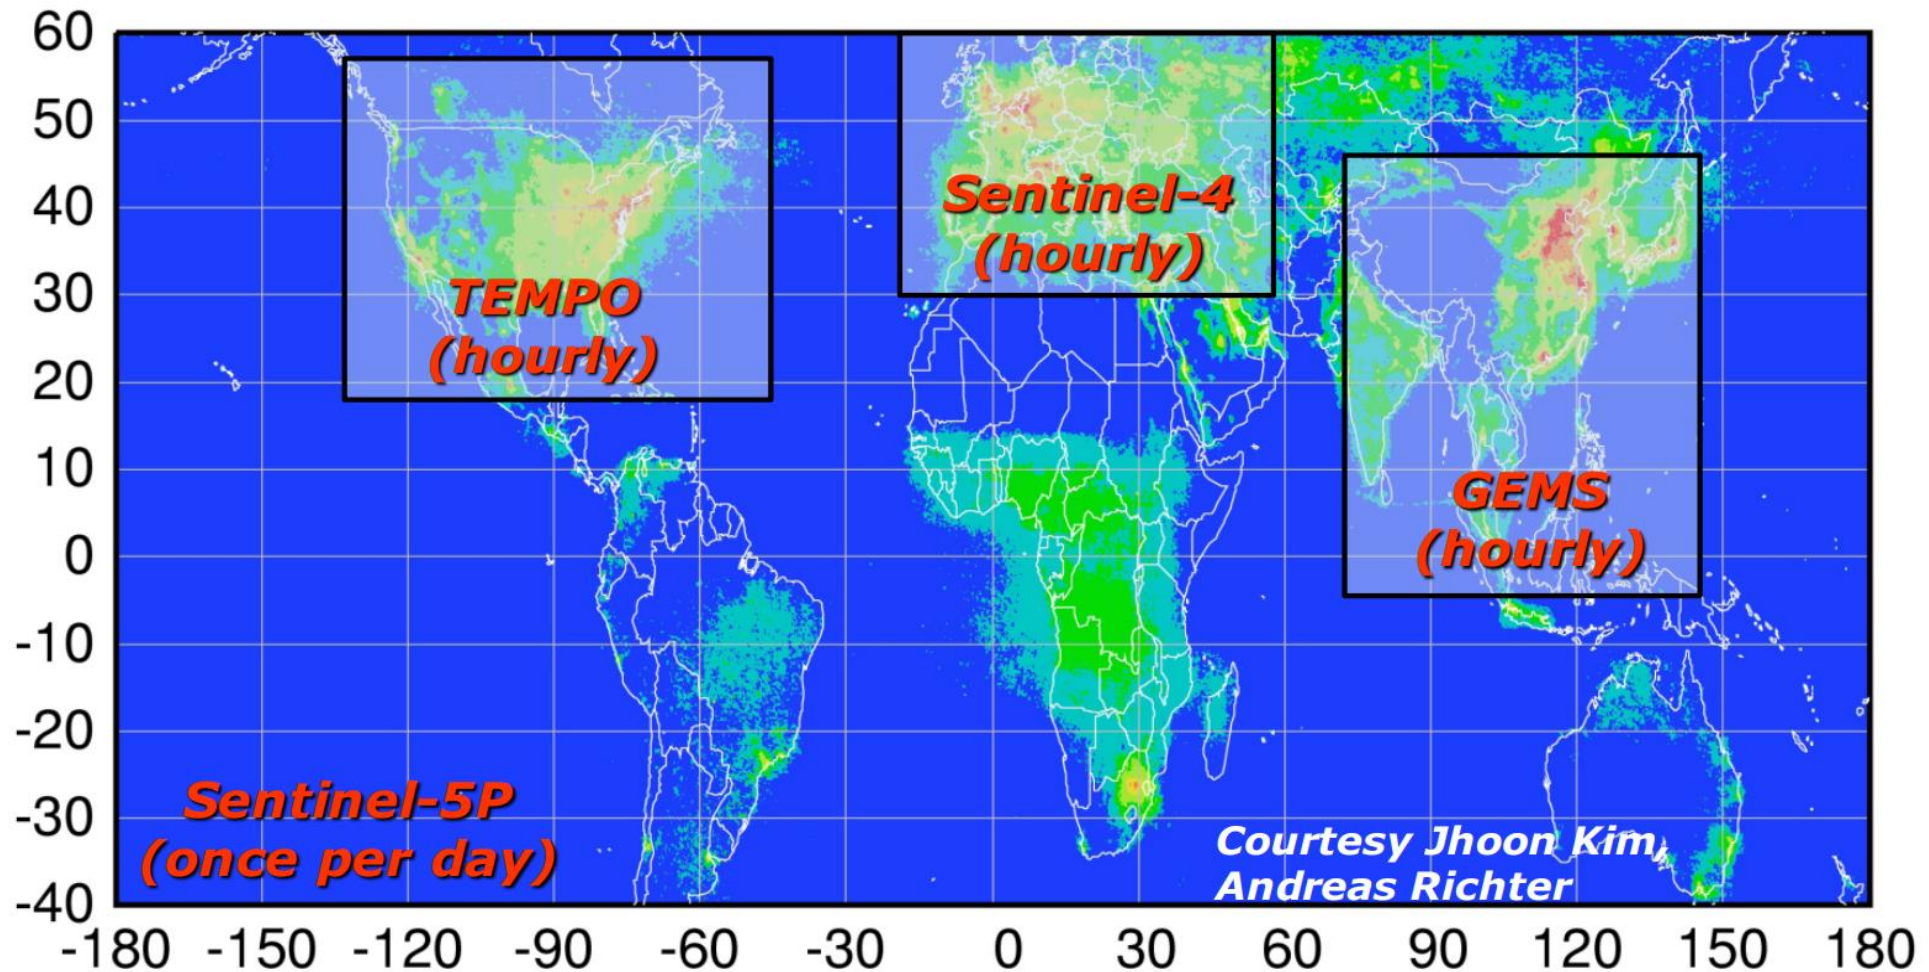 60
50
40
30
20
10
0
-10
-20
-30
-40
TEMPO
(hourly)
Sentinel-4
(hourly)
GEMS
(hourly)
Sentinel-5P
(once per day)
Courtesy Jhoon Kim,
Andreas Richter
-180 -150 -120 -90 -60 -30 0 30 60 90 120 150 180